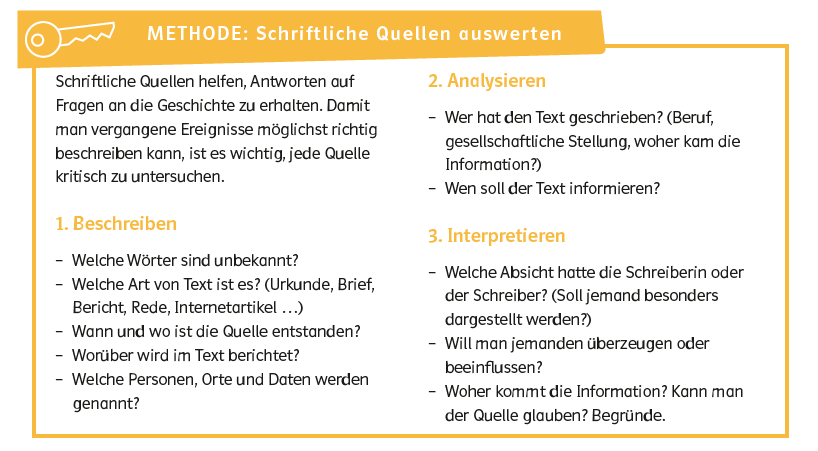 METHODE: Schriftliche Quellen auswerten
Schriftliche Quellen helfen, Antworten auf
Fragen an die Geschichte zu erhalten. Damit
man vergangene Ereignisse möglichst richtig
beschreiben kann, ist es wichtig, jede Quelle
kritisch zu untersuchen.
1. Beschreiben
– Welche Wörter sind unbekannt?
– Welche Art von Text ist es? (Urkunde, Brief,
Bericht, Rede, Internetartikel …)
– Wann und wo ist die Quelle entstanden?
– Worüber wird im Text berichtet?
– Welche Personen, Orte und Daten werden
genannt?
2. Analysieren
– Wer hat den Text geschrieben? (Beruf,
gesellschaftliche Stellung, woher kam die
Information?)
– Wen soll der Text informieren?
3. Interpretieren
– Welche Absicht hatte die Schreiberin oder
der Schreiber? (Soll jemand besonders
dargestellt werden?)
– Will man jemanden überzeugen oder
beeinflussen?
– Woher kommt die Information? Kann man
der Quelle glauben? Begründe.